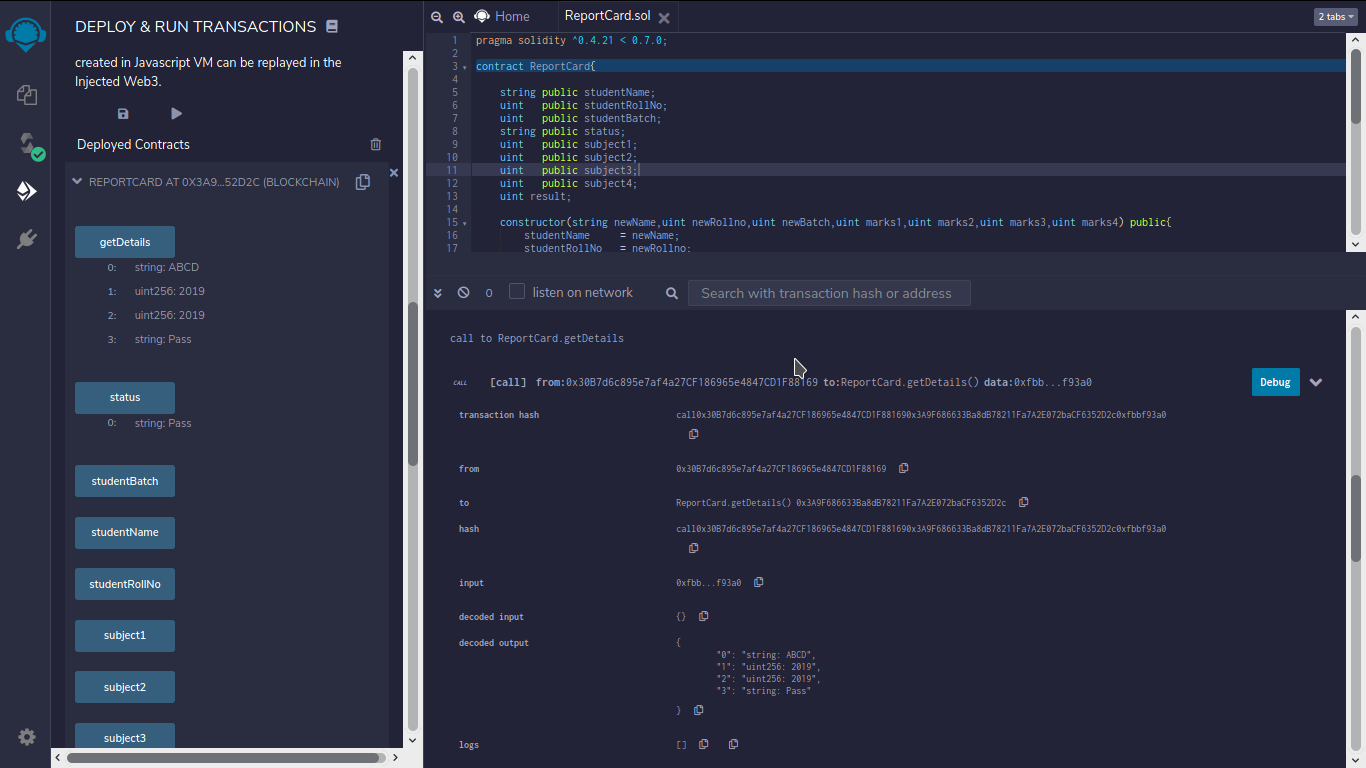 DEPLOY & RUN TRANSACTIONS
created in Javascript VM can be replayed in the
Injected Web3.
Deployed Contracts
REPORTCARD AT 0X3A9...52D2C (BLOCKCHAIN)
getDetails
0: string: ABCD
1: uint256: 2019
2: uint256: 2019
3: string: Pass
status
0: string: Pass
studentBatch
studentName
studentRollNo
subject1
subject2
subject3
Home
ReportCard.sol
2 tabs
1 pragma solidity ^0.4.21 < 0.7.0;
2
3 contract ReportCard{
4
5 string public studentName;
6 uint public studentRollNo;
7 uint public studentBatch;
8 string public status;
9 uint public subject1;
10 uint public subject2;
11 uint public subject3;
12 uint public subject4;
13 uint result;
14
15 constructor(string newName,uint newRollno,uint newBatch,uint marks1,uint marks2,uint marks3,uint marks4) public{
16 studentName = newName;
17 studentRollNo = newRollno;
0 listen on network Search with transaction hash or address
call to ReportCard.getDetails
CALL [call] from:0x30B7d6c895e7af4a27CF186965e4847CD1F88169 to:ReportCard.getDetails() data:0xfbb...f93a0 Debug
transaction hash call0x30B7d6c895e7af4a27CF186965e4847CD1F881690x3A9F686633Ba8dB78211Fa7A2E072baCF6352D2c0xfbbf93a0
from 0x30B7d6c895e7af4a27CF186965e4847CD1F88169
to ReportCard.getDetails() 0x3A9F686633Ba8dB78211Fa7A2E072baCF6352D2c
hash call0x30B7d6c895e7af4a27CF186965e4847CD1F881690x3A9F686633Ba8dB78211Fa7A2E072baCF6352D2c0xfbbf93a0
input 0xfbb...f93a0
decoded input {}
decoded output {
"0": "string: ABCD",
"1": "uint256: 2019",
"2": "uint256: 2019",
"3": "string: Pass"
}
logs []